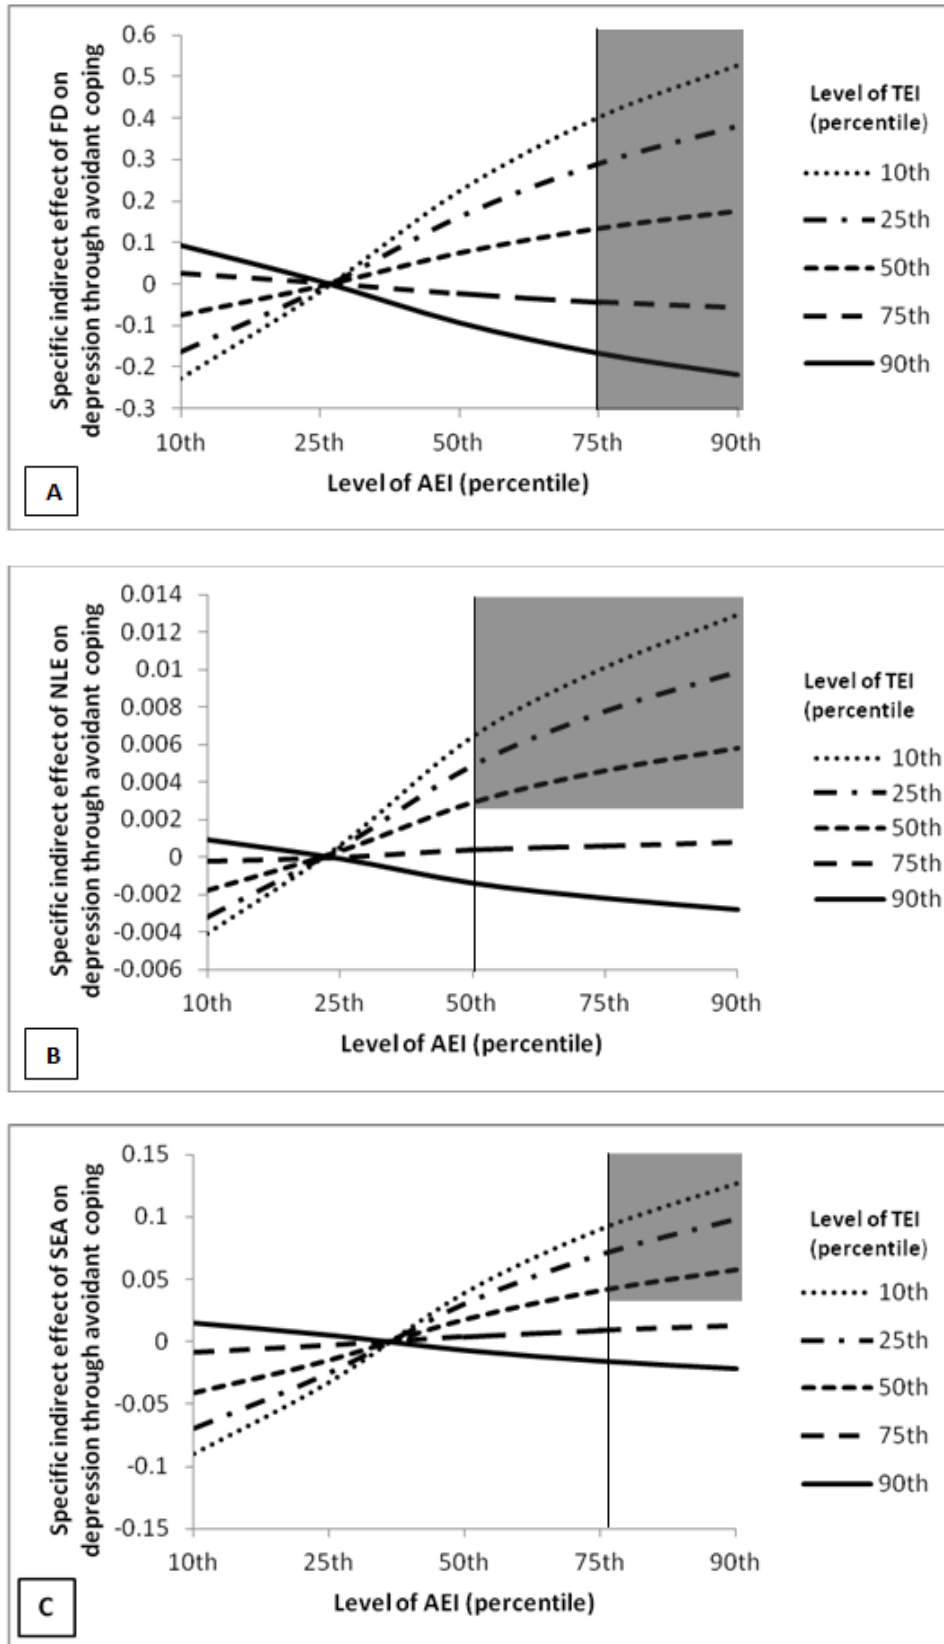 Specific indirect effect of FD on
depression through avoidant coping
0.6
0.5
0.4
0.3
0.2
0.1
0
-0.1
-0.2
-0.3
10th 25th 50th 75th 90th
Level of AEI (percentile)
A
Level of TEI
(percentile)
10th
25th
50th
75th
90th
Specific indirect effect of NLE on
depression through avoidant coping
0.014
0.012
0.01
0.008
0.006
0.004
0.002
0
-0.002
-0.004
-0.006
10th 25th 50th 75th 90th
Level of AEI (percentile)
B
Level of TEI
(percentile
10th
25th
50th
75th
90th
Specific indirect effect of SEA on
depression through avoidant coping
0.15
0.1
0.05
0
-0.05
-0.1
-0.15
10th 25th 50th 75th 90th
Level of AEI (percentile)
C
Level of TEI
(percentile)
10th
25th
50th
75th
90th